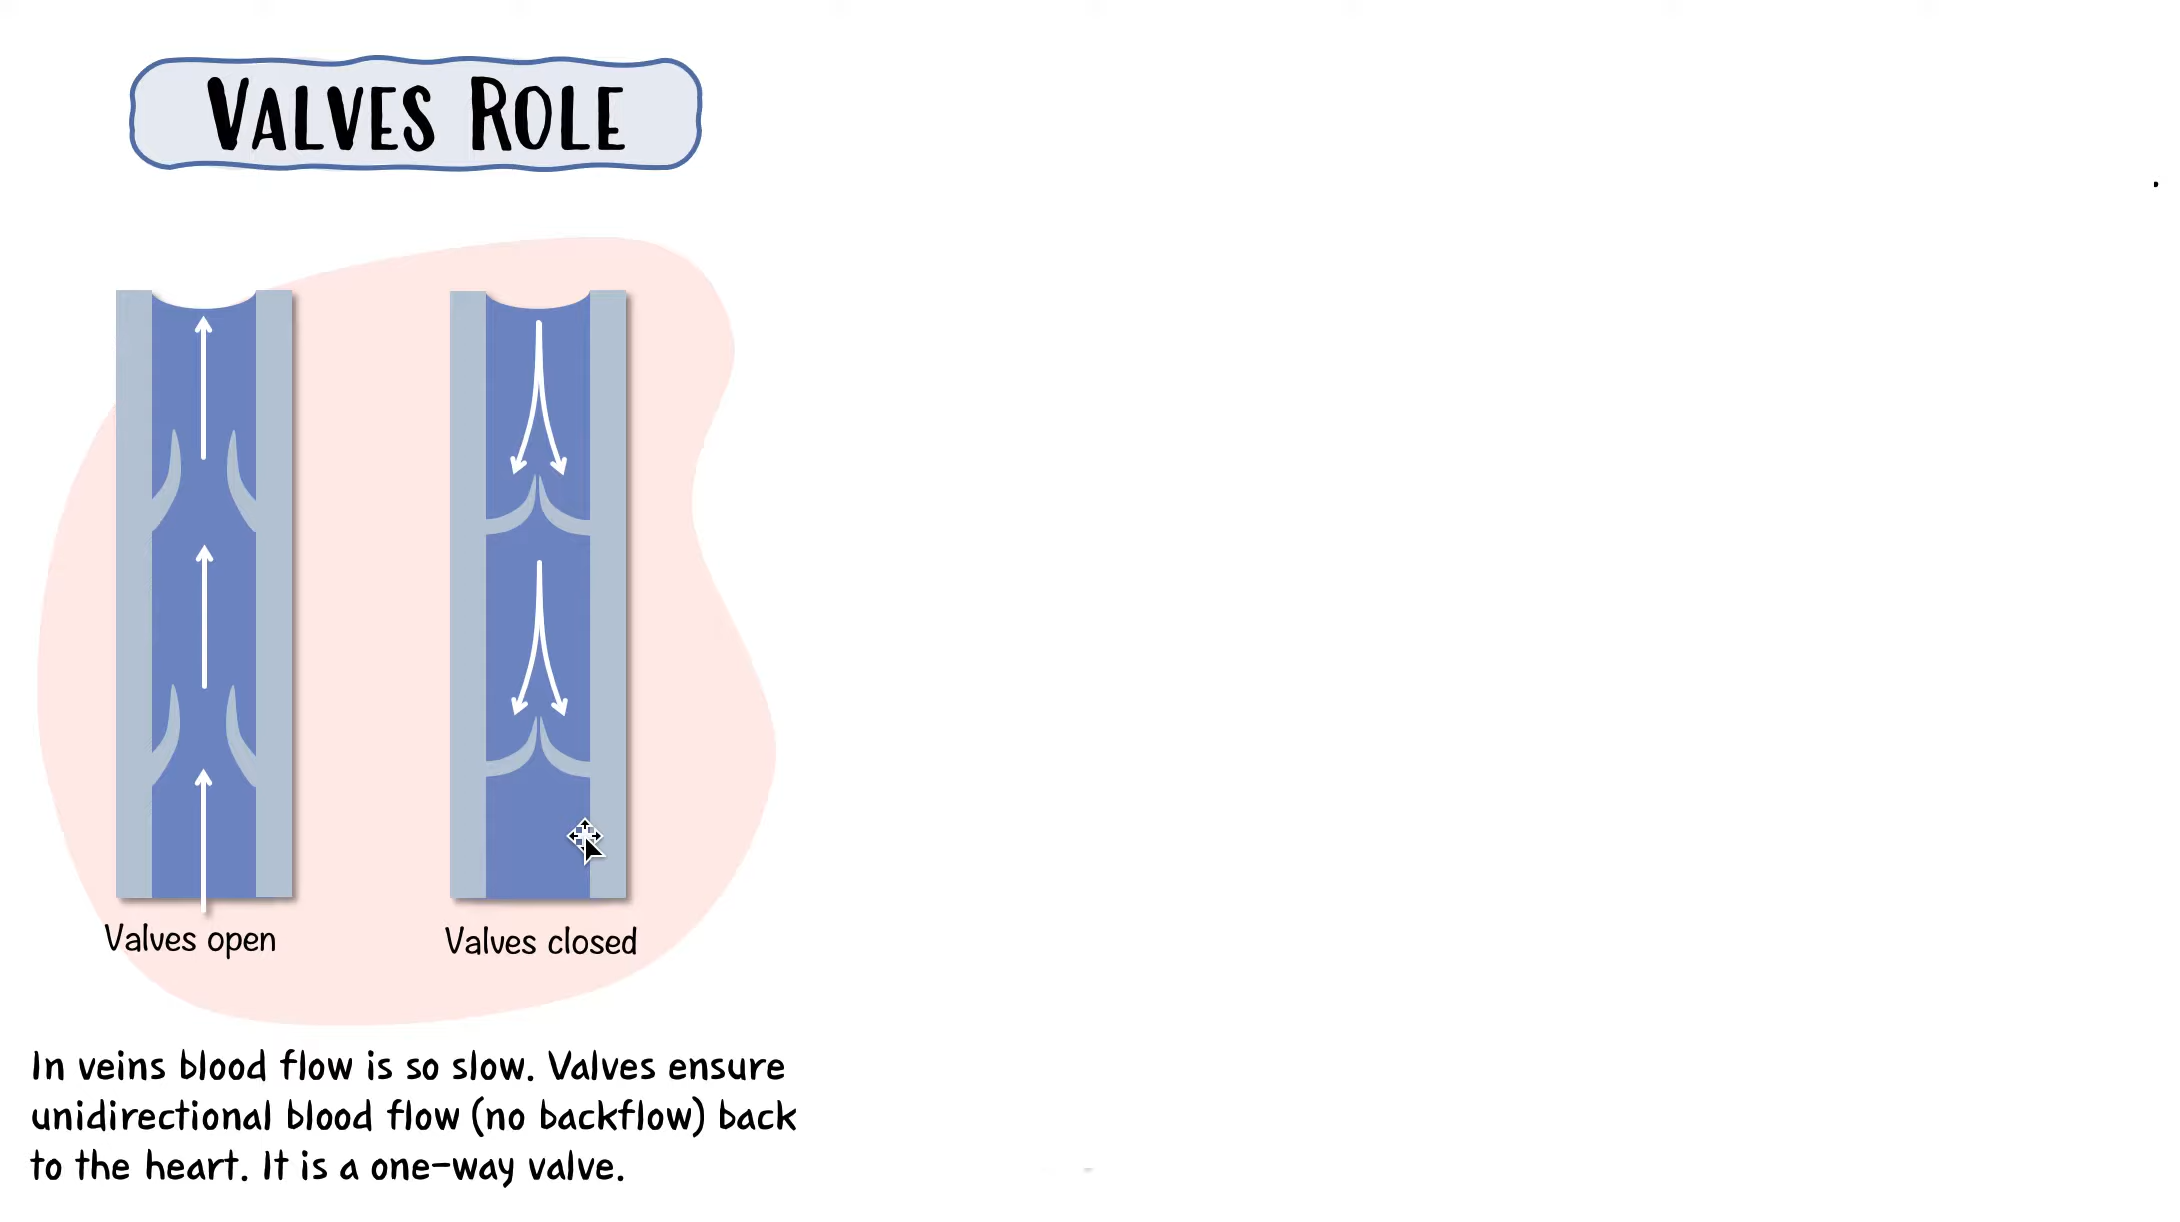 VALVES ROLE
Valves open
Valves closed
In veins blood flow is so slow. Valves ensure
unidirectional blood flow (no backflow) back
to the heart. It is a one-way valve.